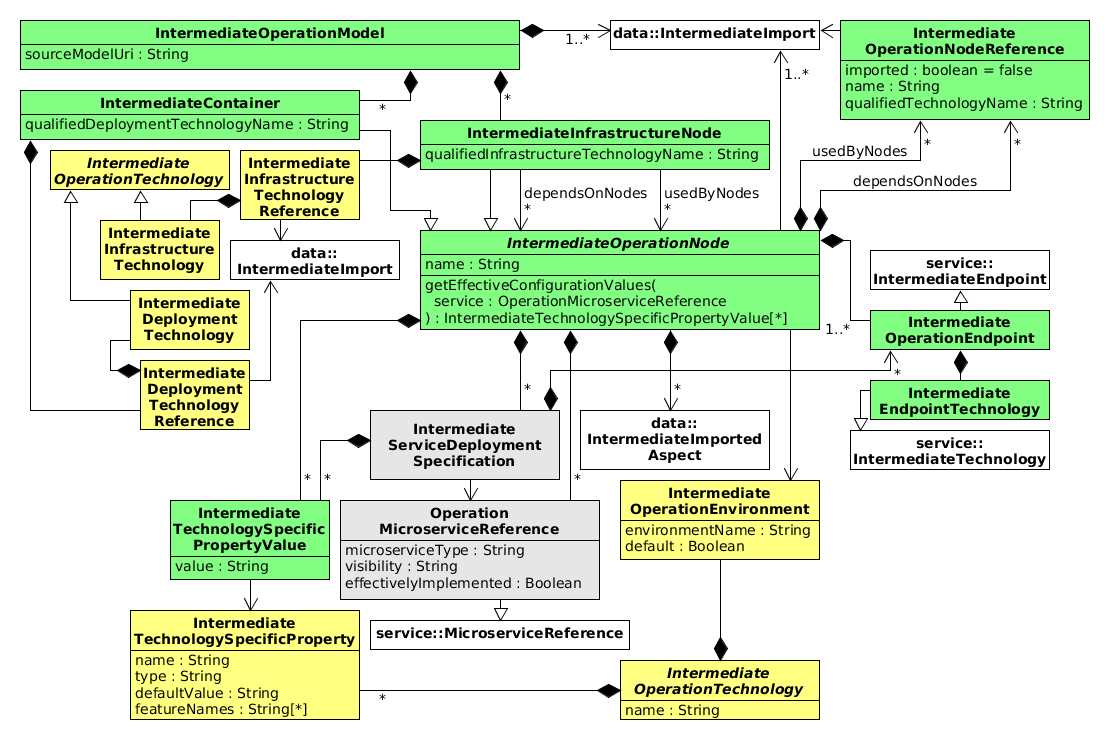 IntermediateOperationModel
sourceModelUri : String
1..*
data::IntermediateImport
Intermediate
OperationNodeReference
imported : boolean = false
name : String
qualifiedTechnologyName : String
1..*
*
*
IntermediateContainer
qualifiedDeploymentTechnologyName : String
IntermediateInfrastructureNode
qualifiedInfrastructureTechnologyName : String
usedByNodes
*
dependsOnNodes
*
Intermediate
OperationTechnology
Intermediate
Infrastructure
Technology
Reference
dependsOnNodes
*
usedByNodes
*
Intermediate
Infrastructure
Technology
data::
IntermediateImport
IntermediateOperationNode
name : String
getEffectiveConfigurationValues(
service : OperationMicroserviceReference
) : IntermediateTechnologySpecificPropertyValue[*]
service::
IntermediateEndpoint
1..*
Intermediate
OperationEndpoint
Intermediate
Deployment
Technology
Intermediate
Deployment
Technology
Reference
*
*
*
Intermediate
EndpointTechnology
service::
IntermediateTechnology
Intermediate
ServiceDeployment
Specification
data::
IntermediateImported
Aspect
*
*
*
Intermediate
TechnologySpecific
PropertyValue
value : String
Operation
MicroserviceReference
microserviceType : String
visibility : String
effectivelyImplemented : Boolean
Intermediate
OperationEnvironment
environmentName : String
default : Boolean
service::MicroserviceReference
Intermediate
TechnologySpecificProperty
name : String
type : String
defaultValue : String
featureNames : String[*]
*
Intermediate
OperationTechnology
name : String